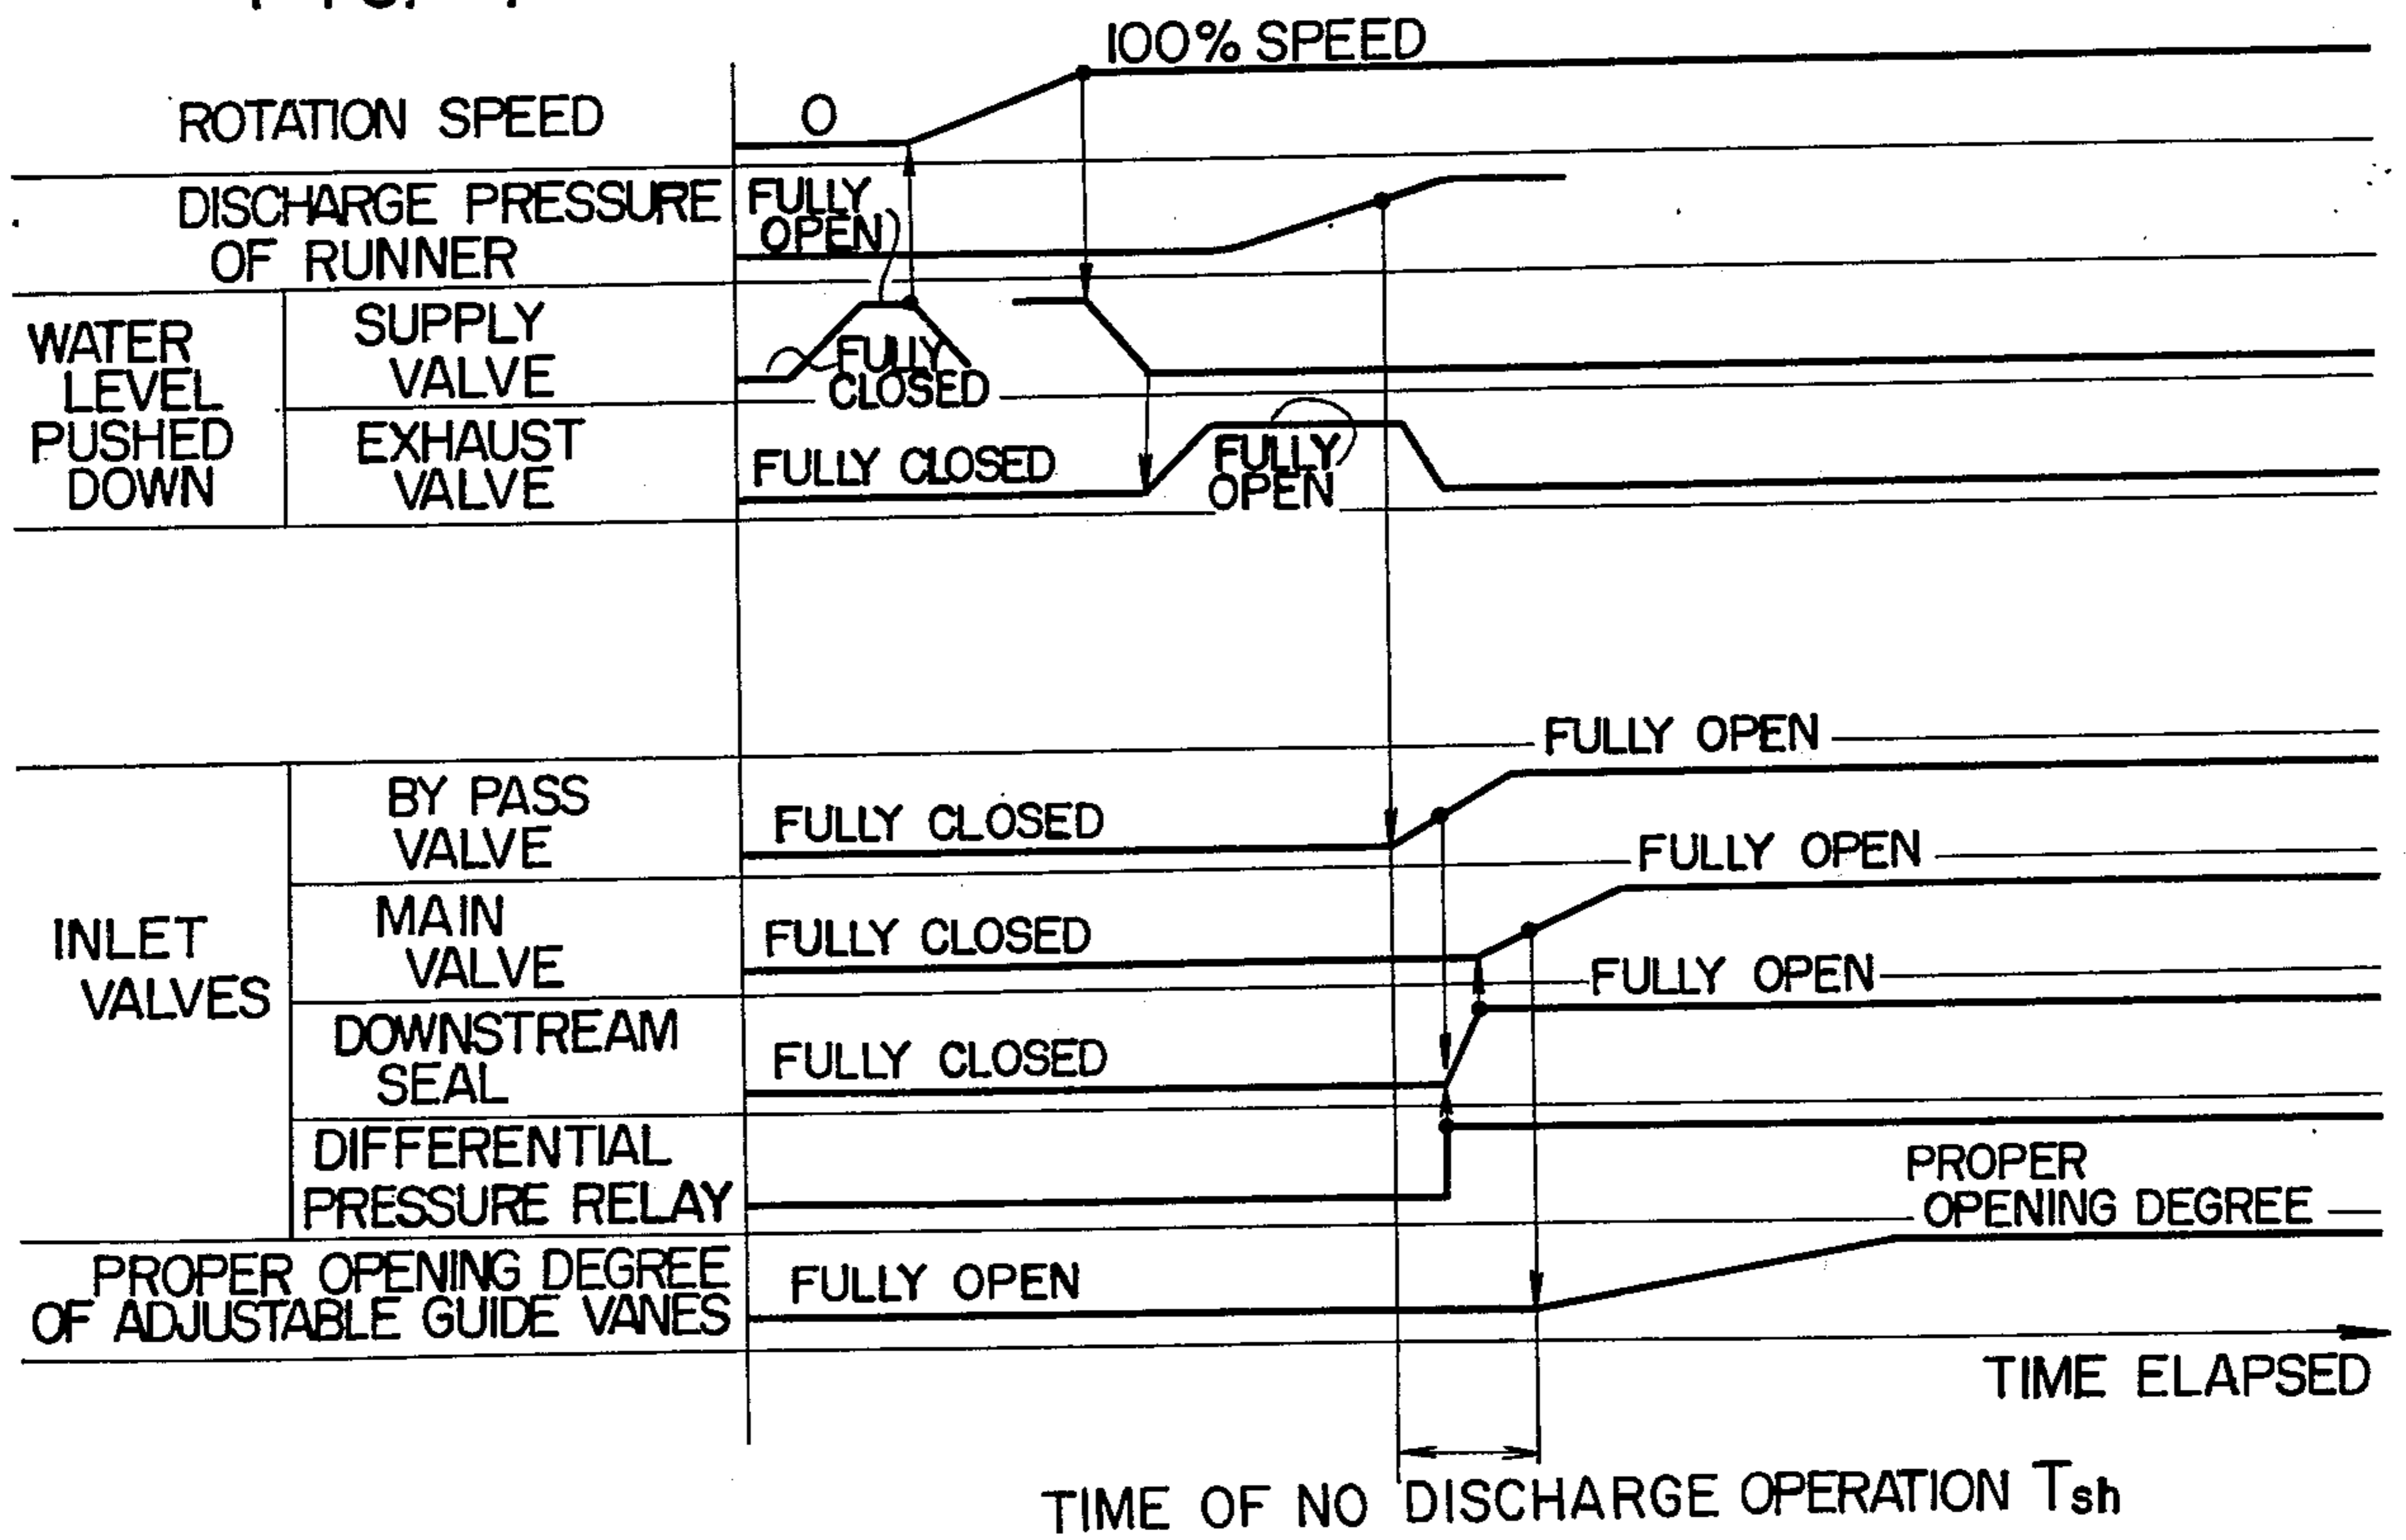 100% SPEED
ROTATION SPEED
O
DISCHARGE PRESSURE
OF RUNNER
FULLY
OPEN
WATER
LEVEL
PUSHED
DOWN
SUPPLY
VALVE
FULLY
CLOSED
EXHAUST
VALVE
FULLY CLOSED
FULLY
OPEN
INLET
VALVES
BY PASS
VALVE
FULLY CLOSED
FULLY OPEN
MAIN
VALVE
FULLY CLOSED
FULLY OPEN
DOWNSTREAM
SEAL
FULLY CLOSED
FULLY OPEN
DIFFERENTIAL
PRESSURE RELAY
PROPER OPENING DEGREE
OF ADJUSTABLE GUIDE VANES
FULLY OPEN
PROPER
OPENING DEGREE
TIME ELAPSED
TIME OF NO DISCHARGE OPERATION Tsh